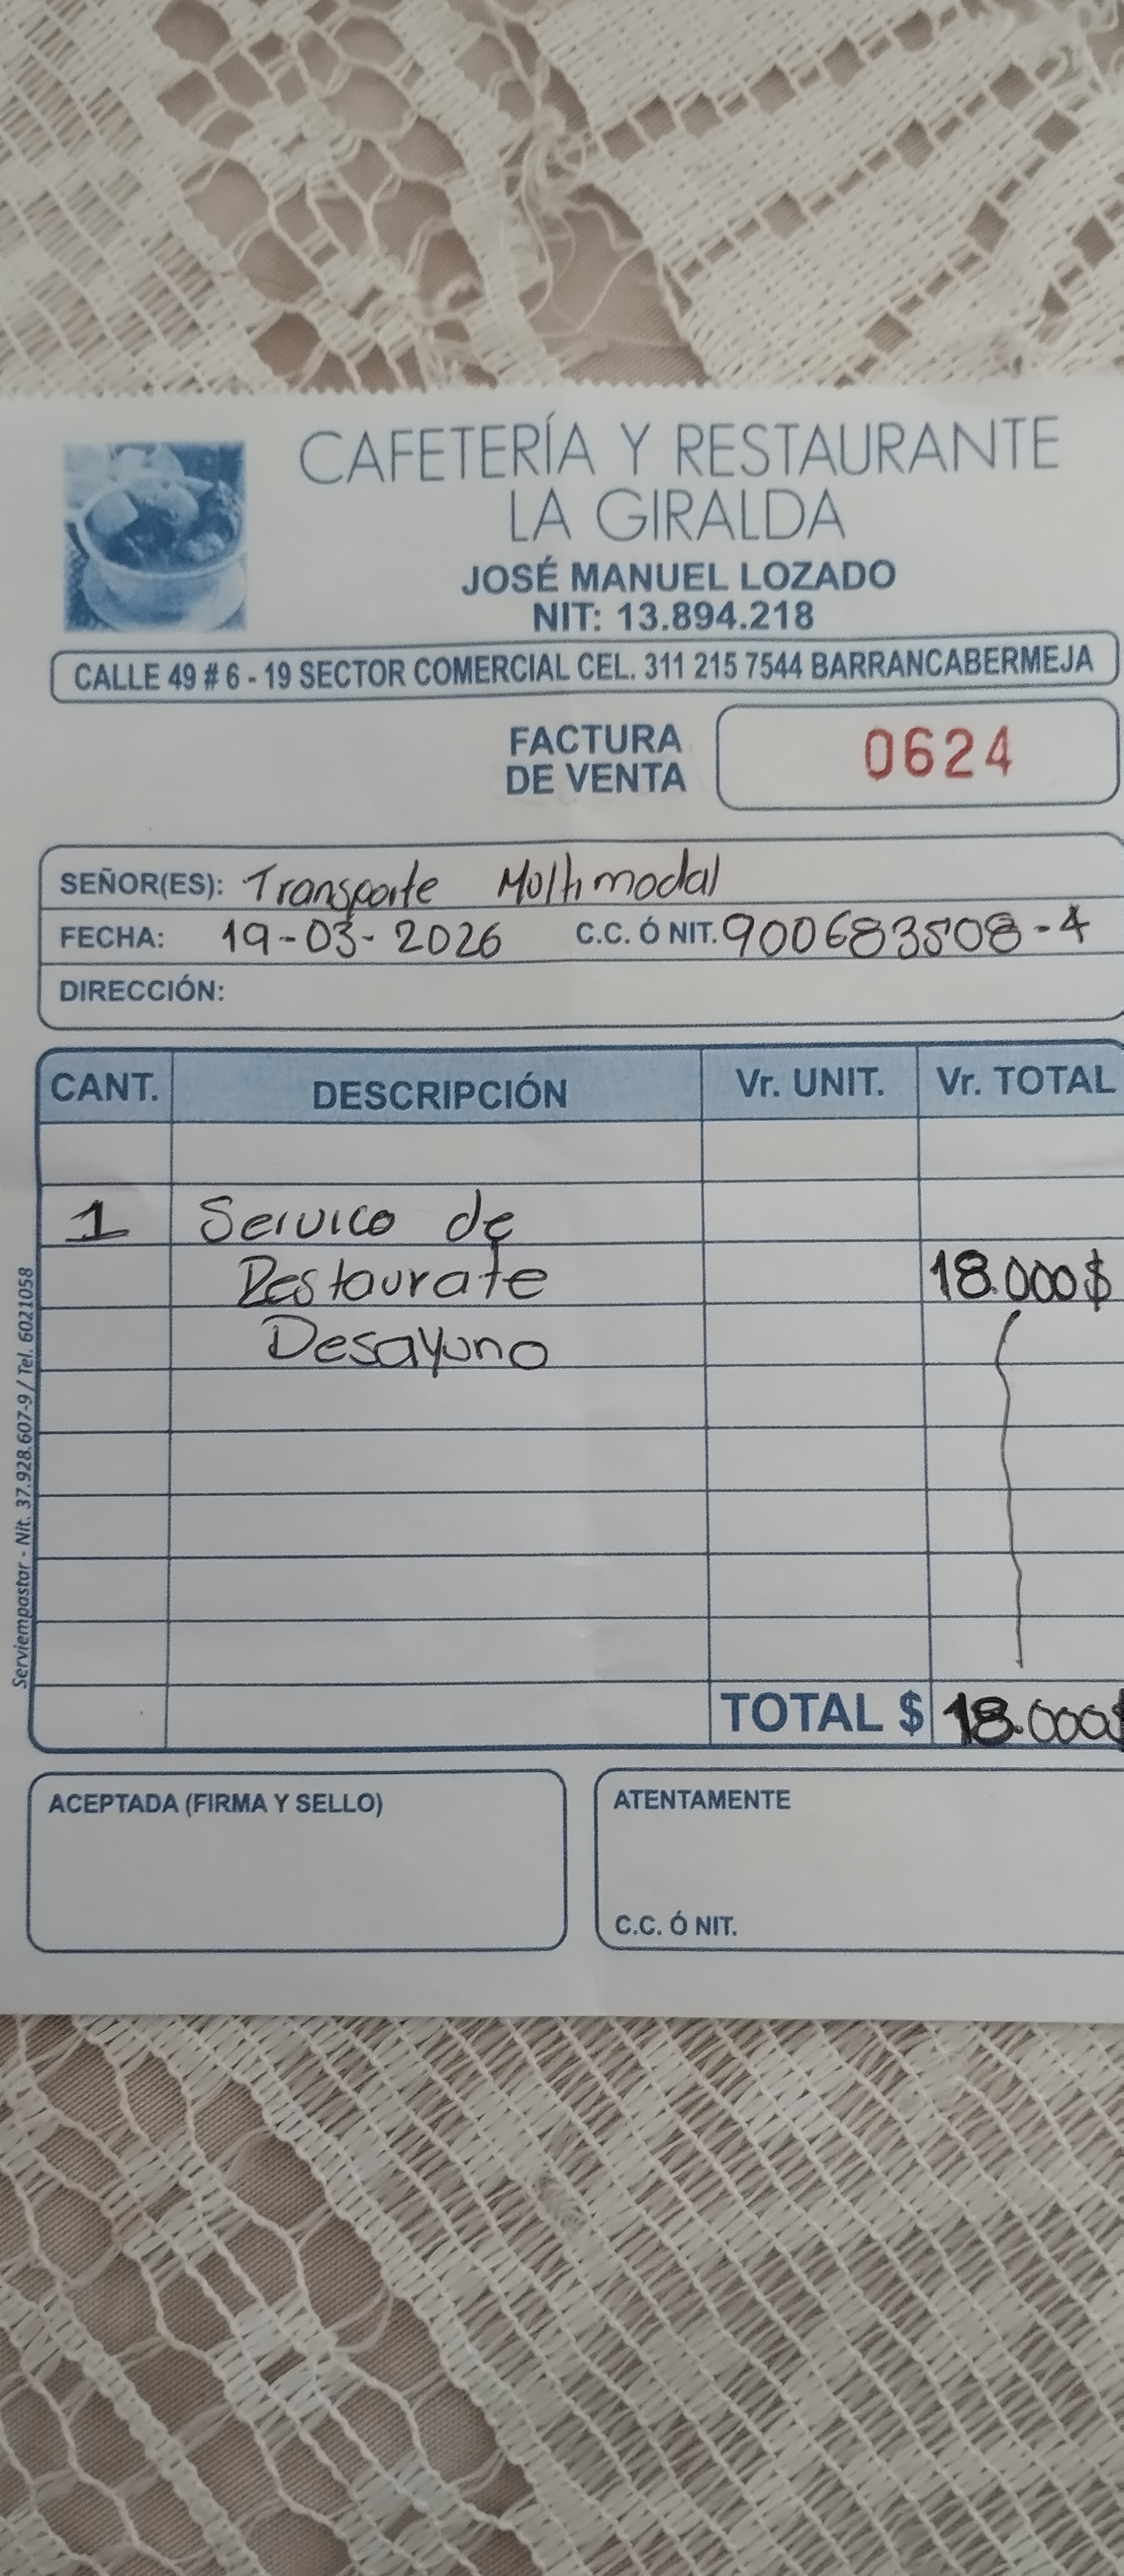 CAFETERÍA Y RESTAURANTE
LA GIRALDA
JOSÉ MANUEL LOZADO
NIT: 13.894.218
CALLE 49 # 6 - 19 SECTOR COMERCIAL CEL. 311 215 7544 BARRANCABERMEJA
FACTURA
DE VENTA
0624
SEÑOR(ES): Transporte Multimodal
FECHA: 19-03-2026 C.C. Ó NIT. 900683508-4
DIRECCIÓN:
CANT. DESCRIPCIÓN Vr. UNIT. Vr. TOTAL
1 Servico de
Restaurate 18.000$
Desayuno
TOTAL $ 18.000$
ACEPTADA (FIRMA Y SELLO) ATENTAMENTE
C.C. Ó NIT.
Serviempastar - Nit. 37.928.607-9 / Tel. 6021058